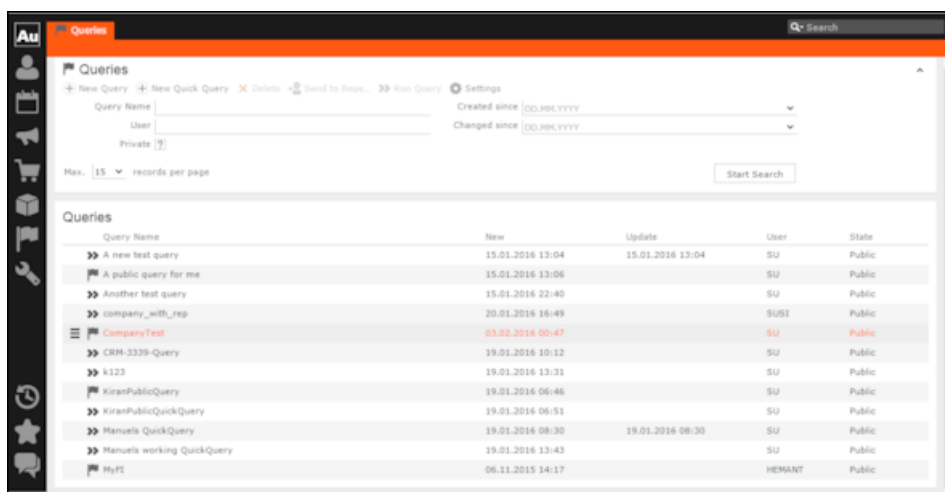 Au Queries Search
Queries
New Query New Quick Query Delete Send to Repo... Run Query Settings
Query Name Created since DD.MM.YYYY
User Changed since DD.MM.YYYY
Private ?
Max. 15 records per page Start Search
Queries
Query Name New Update User State
A new test query 15.01.2016 13:04 15.01.2016 13:04 SU Public
A public query for me 15.01.2016 13:06 SU Public
Another test query 15.01.2016 22:40 SU Public
company_with_rep 20.01.2016 16:49 SUSI Public
CompanyTest 03.02.2016 00:47 SU Public
CRM-3339-Query 19.01.2016 10:12 SU Public
k123 19.01.2016 13:31 SU Public
KiranPublicQuery 19.01.2016 06:46 SU Public
KiranPublicQuickQuery 19.01.2016 06:51 SU Public
Manuels QuickQuery 19.01.2016 08:30 19.01.2016 08:30 SU Public
Manuels working QuickQuery 19.01.2016 13:43 SU Public
MyFI 06.11.2015 14:17 HEMANT Public